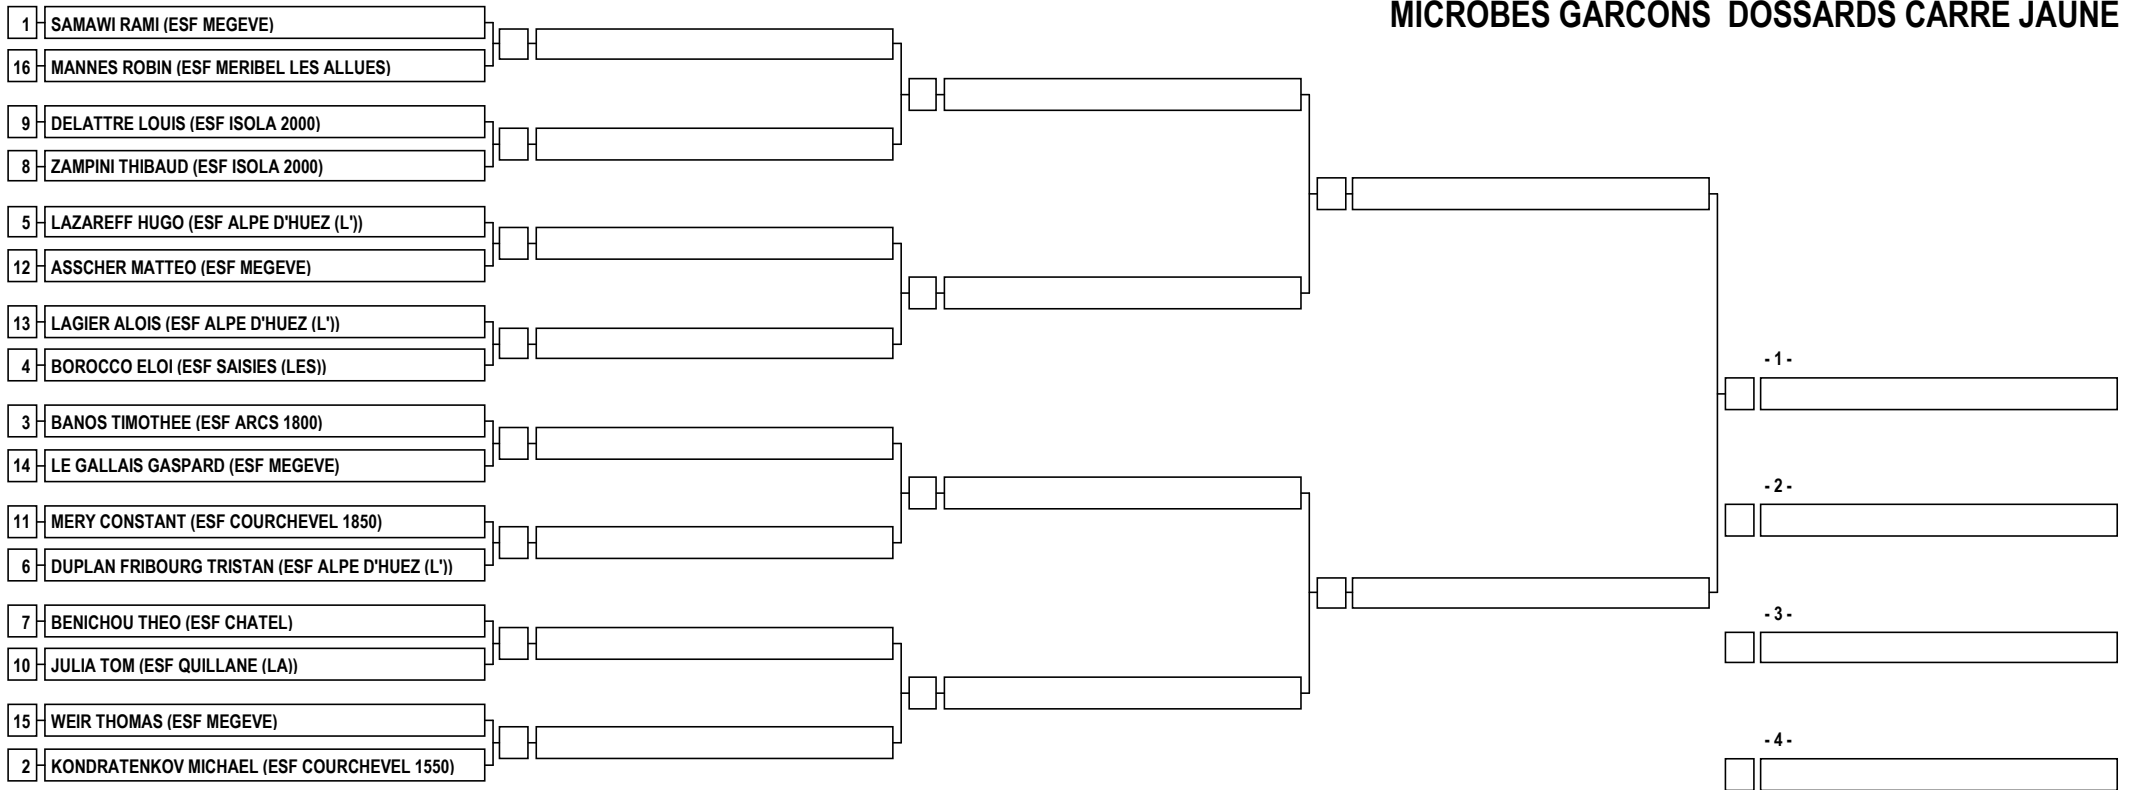 MICROBES GARCONS DOSSARDS CARRE JAUNE
1 SAMAWI RAMI (ESF MEGEVE)
16 MANNES ROBIN (ESF MERIBEL LES ALLUES)
9 DELATTRE LOUIS (ESF ISOLA 2000)
8 ZAMPINI THIBAUD (ESF ISOLA 2000)
5 LAZAREFF HUGO (ESF ALPE D'HUEZ (L'))
12 ASSCHER MATTEO (ESF MEGEVE)
13 LAGIER ALOIS (ESF ALPE D'HUEZ (L'))
4 BOROCCO ELOI (ESF SAISIES (LES))
3 BANOS TIMOTHEE (ESF ARCS 1800)
14 LE GALLAIS GASPARD (ESF MEGEVE)
11 MERY CONSTANT (ESF COURCHEVEL 1850)
6 DUPLAN FRIBOURG TRISTAN (ESF ALPE D'HUEZ (L'))
7 BENICHOU THEO (ESF CHATEL)
10 JULIA TOM (ESF QUILLANE (LA))
15 WEIR THOMAS (ESF MEGEVE)
2 KONDRATENKOV MICHAEL (ESF COURCHEVEL 1550)
- 1 -
- 2 -
- 3 -
- 4 -